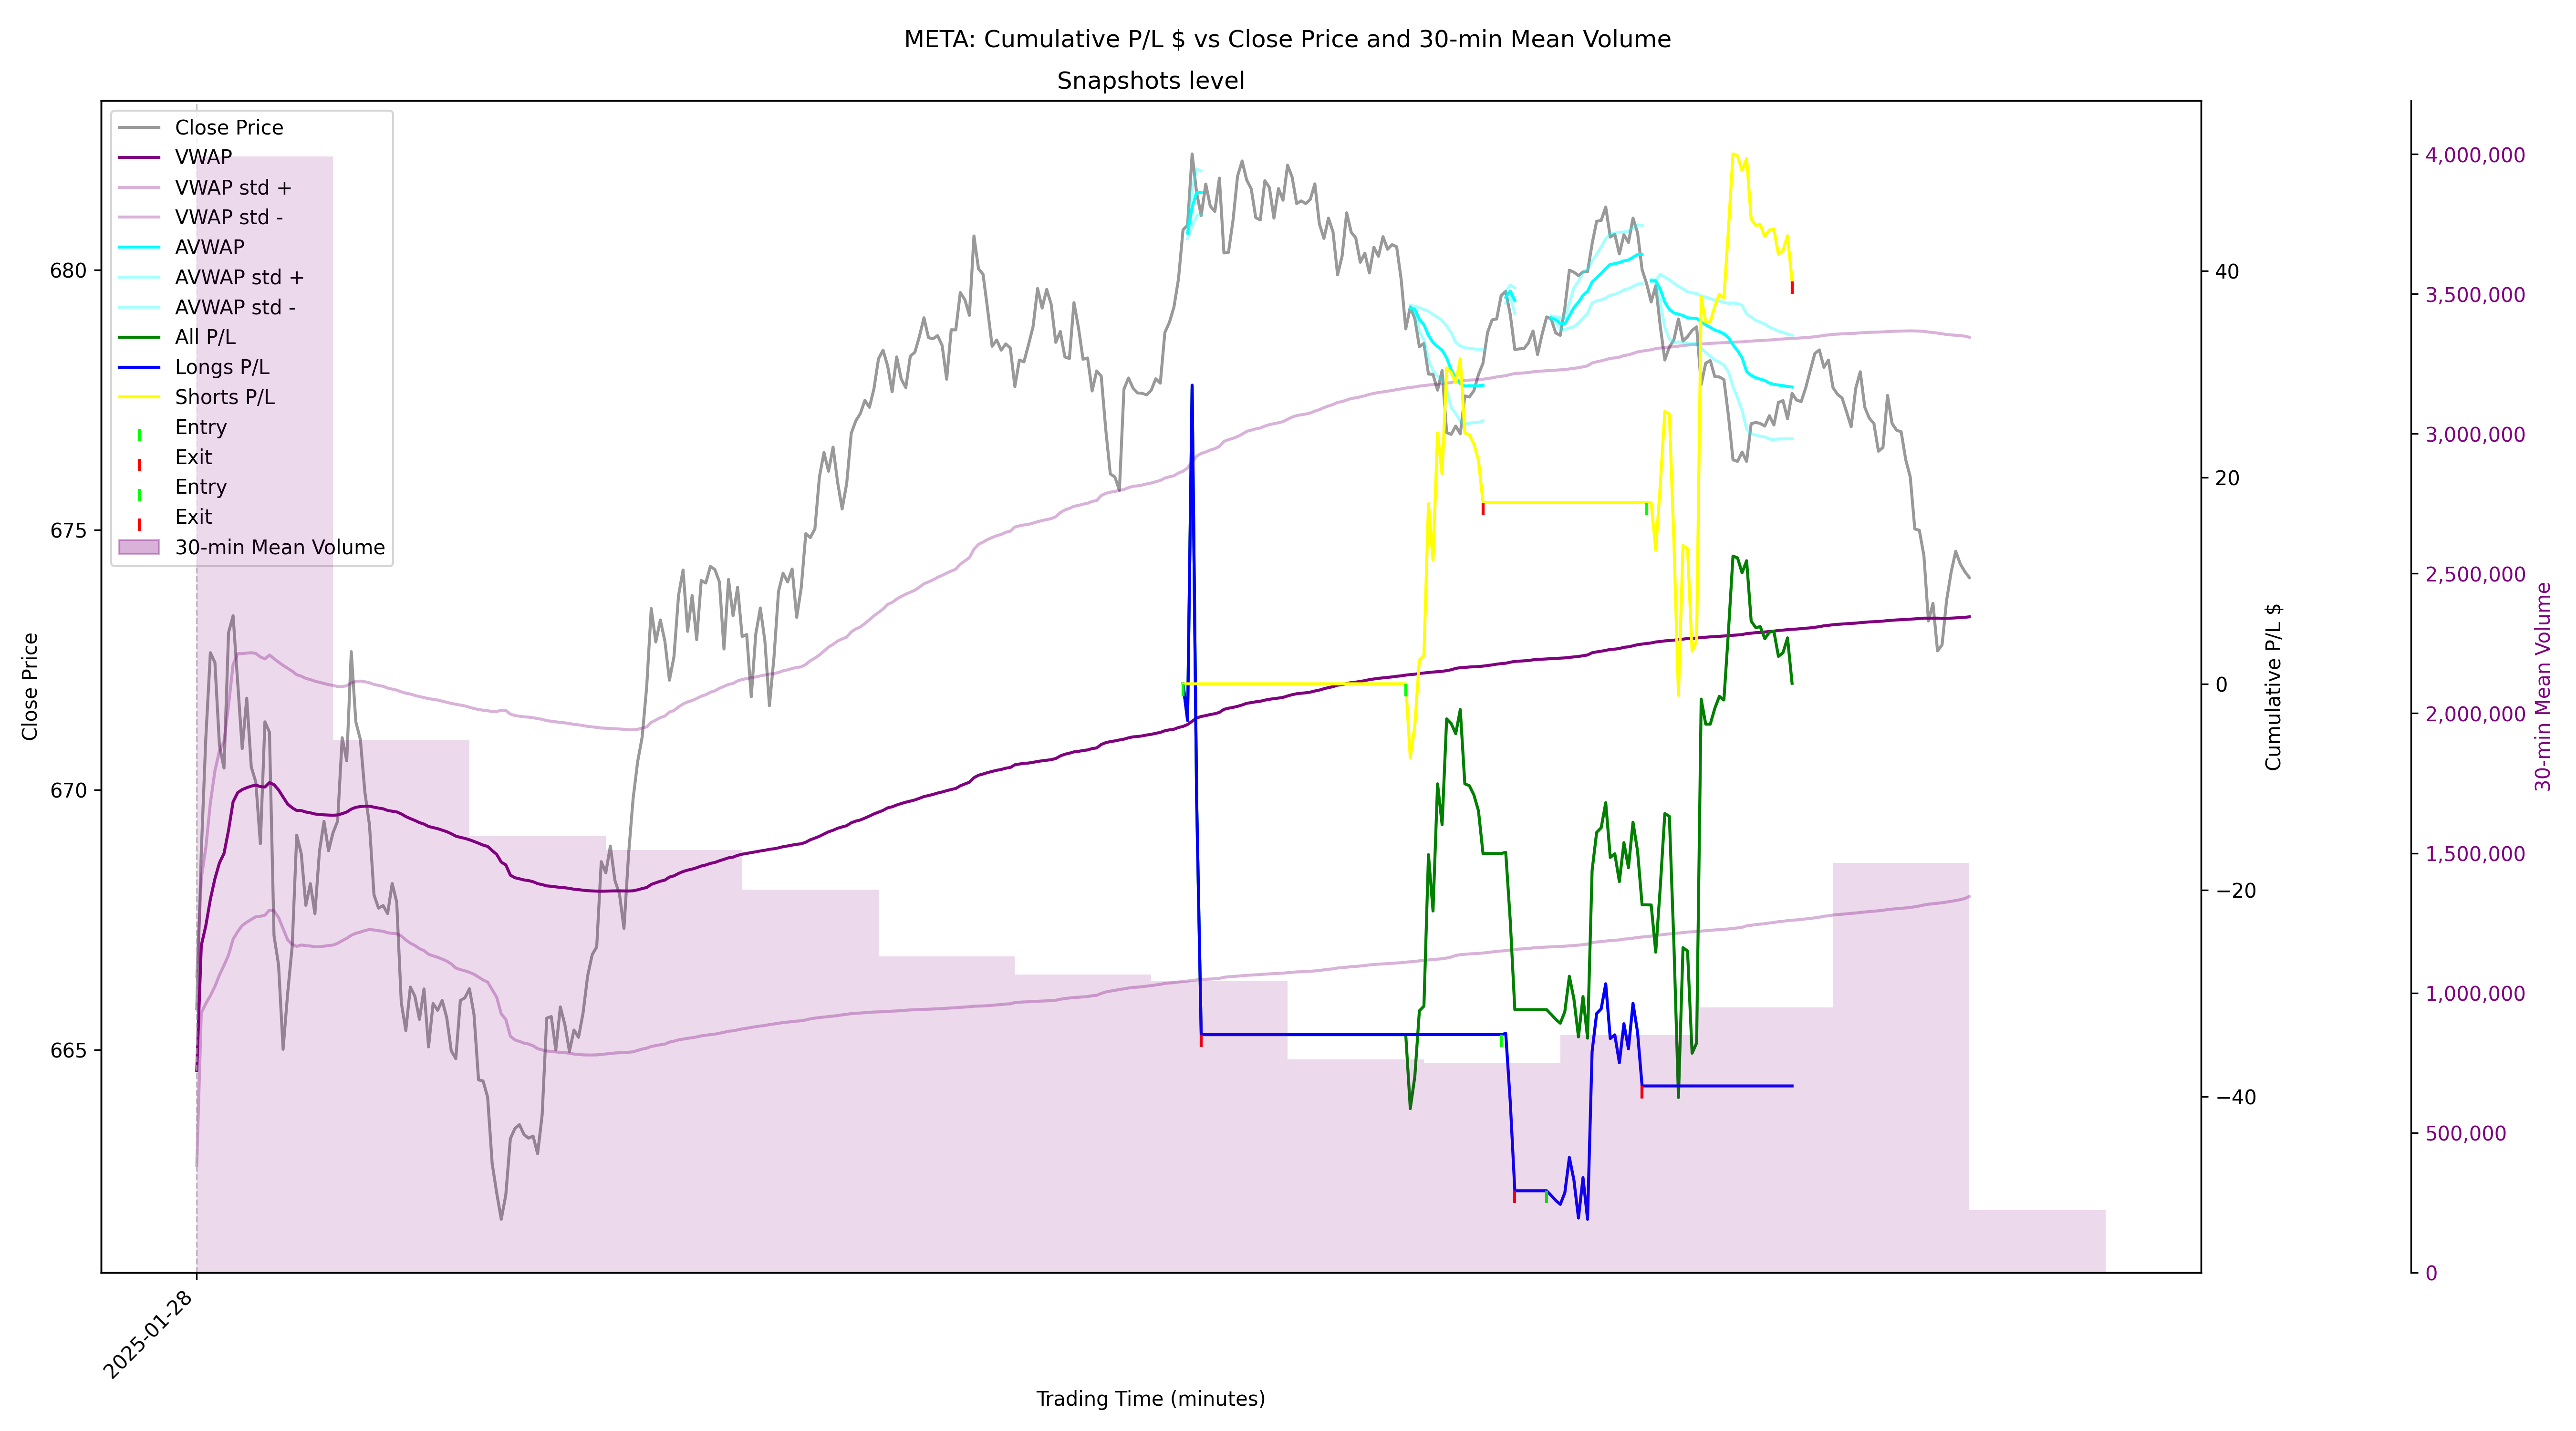 META: Cumulative P/L $ vs Close Price and 30-min Mean Volume
Snapshots level
Close Price
VWAP
VWAP std +
VWAP std -
AVWAP
AVWAP std +
AVWAP std -
All P/L
Longs P/L
Shorts P/L
Entry
Exit
Entry
Exit
30-min Mean Volume
680
675
670
665
Close Price
40
20
0
−20
−40
Cumulative P/L $
4,000,000
3,500,000
3,000,000
2,500,000
2,000,000
1,500,000
1,000,000
500,000
0
30-min Mean Volume
2025-01-28
Trading Time (minutes)